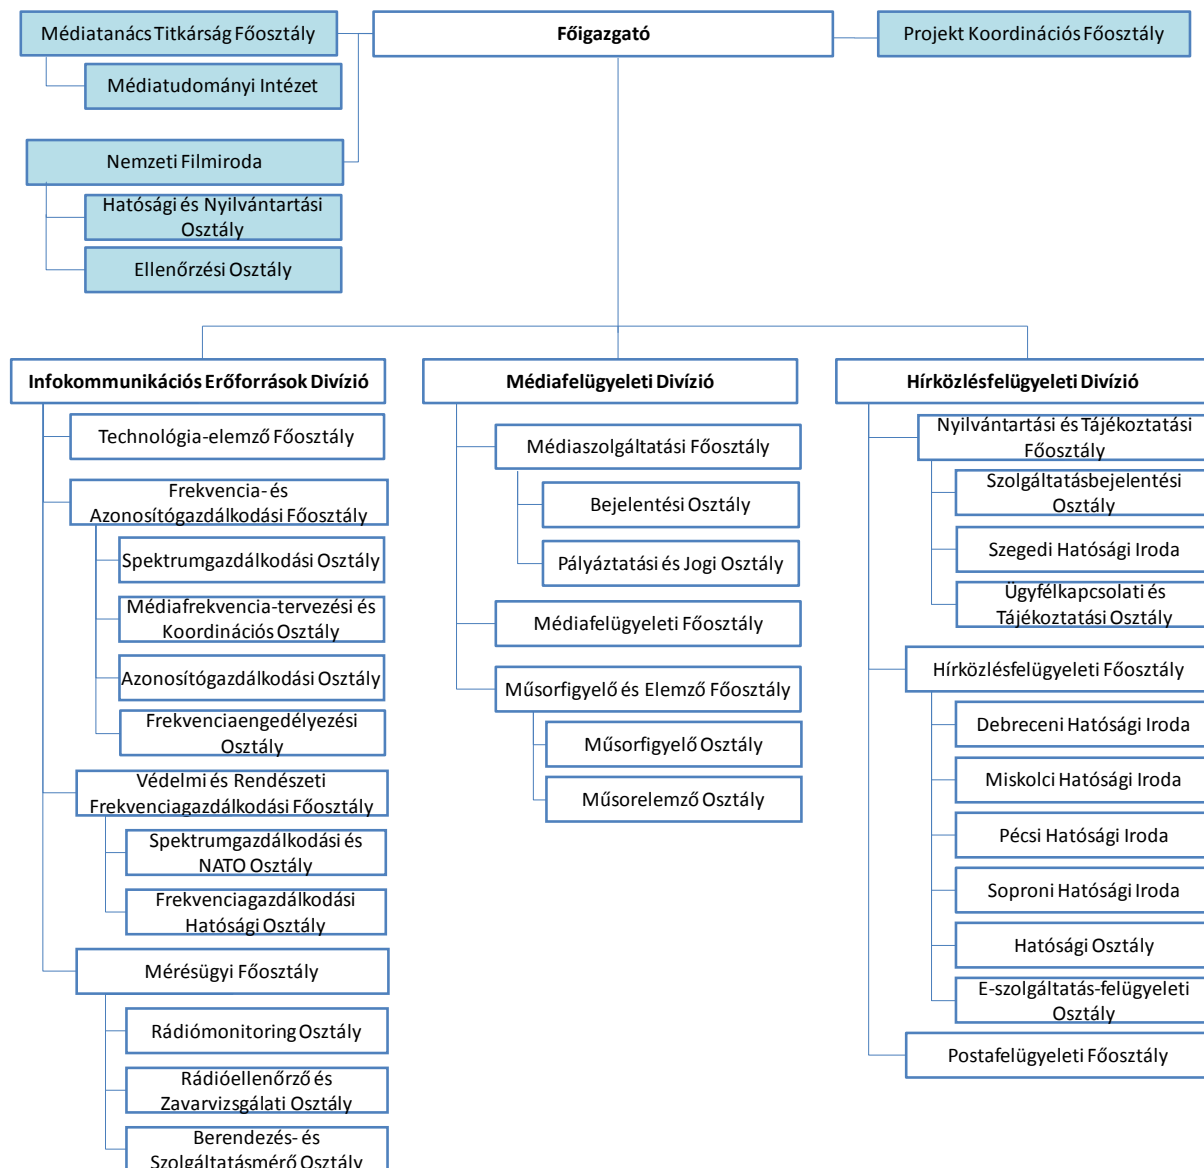 Médiatanács Titkárság Főosztály
Főigazgató
Projekt Koordinációs Főosztály
Médiatudományi Intézet
Nemzeti Filmiroda
Hatósági és Nyilvántartási
Osztály
Ellenőrzési Osztály
Infokommunikációs Erőforrások Divízió
Technológia-elemző Főosztály
Frekvencia- és
Azonosítógazdálkodási Főosztály
Spektrumgazdálkodási Osztály
Médiafrekvencia-tervezési és
Koordinációs Osztály
Azonosítógazdálkodási Osztály
Frekvenciaengedélyezési
Osztály
Védelmi és Rendészeti
Frekvenciagazdálkodási Főosztály
Spektrumgazdálkodási és
NATO Osztály
Frekvenciagazdálkodási
Hatósági Osztály
Mérésügyi Főosztály
Rádiómonitoring Osztály
Rádióellenőrző és
Zavarvizsgálati Osztály
Berendezés- és
Szolgáltatásmérő Osztály
Médiafelügyeleti Divízió
Médiaszolgáltatási Főosztály
Bejelentési Osztály
Pályáztatási és Jogi Osztály
Médiafelügyeleti Főosztály
Műsorfigyelő és Elemző Főosztály
Műsorfigyelő Osztály
Műsorelemző Osztály
Hírközlésfelügyeleti Divízió
Nyilvántartási és Tájékoztatási
Főosztály
Szolgáltatásbejelentési
Osztály
Szegedi Hatósági Iroda
Ügyfélkapcsolati és
Tájékoztatási Osztály
Hírközlésfelügyeleti Főosztály
Debreceni Hatósági Iroda
Miskolci Hatósági Iroda
Pécsi Hatósági Iroda
Soproni Hatósági Iroda
Hatósági Osztály
E-szolgáltatás-felügyeleti
Osztály
Postafelügyeleti Főosztály